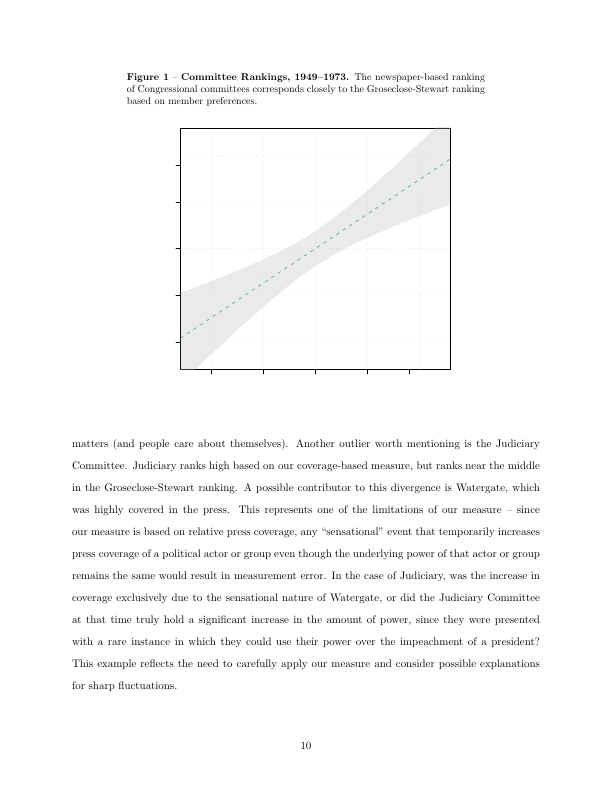 Figure 1 – Committee Rankings, 1949–1973. The newspaper-based ranking
of Congressional committees corresponds closely to the Groseclose-Stewart ranking
based on member preferences.
matters (and people care about themselves). Another outlier worth mentioning is the Judiciary
Committee. Judiciary ranks high based on our coverage-based measure, but ranks near the middle
in the Groseclose-Stewart ranking. A possible contributor to this divergence is Watergate, which
was highly covered in the press. This represents one of the limitations of our measure – since
our measure is based on relative press coverage, any “sensational” event that temporarily increases
press coverage of a political actor or group even though the underlying power of that actor or group
remains the same would result in measurement error. In the case of Judiciary, was the increase in
coverage exclusively due to the sensational nature of Watergate, or did the Judiciary Committee
at that time truly hold a significant increase in the amount of power, since they were presented
with a rare instance in which they could use their power over the impeachment of a president?
This example reflects the need to carefully apply our measure and consider possible explanations
for sharp fluctuations.
10